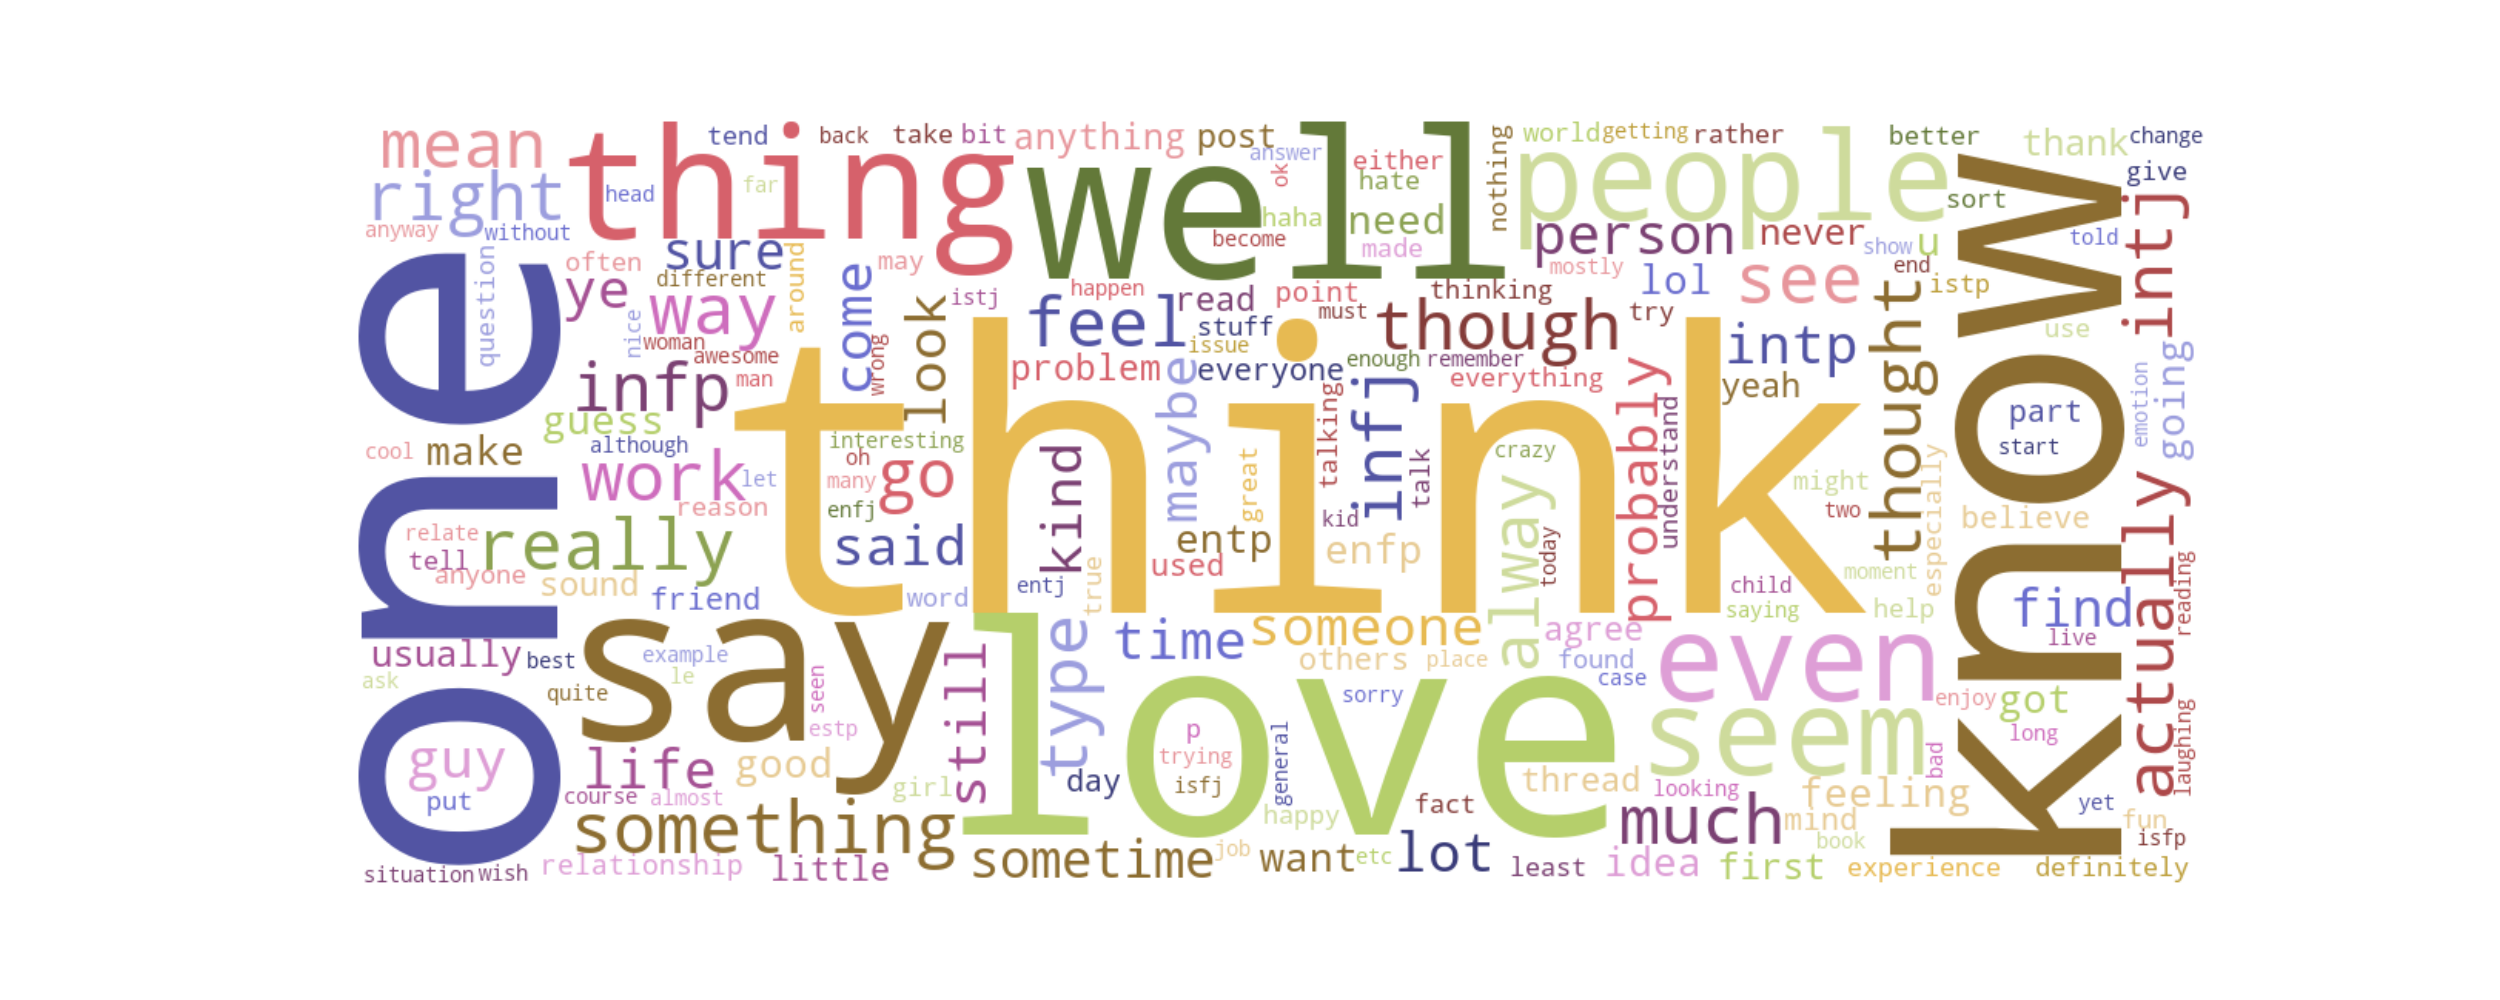 mean
thing
tend
back
take
bit
anything
post
well
answer
ok
either
hate
nothing
world
getting
rather
people
better
thank
change
right
head
far
haha
need
sort
give
anyway
without
question
sure
often
different
around
may
become
made
person
never
show
u
told
intj
know
one
ye
way
come
look
istj
happen
read
point
thinking
mostly
lol
see
end
istp
nice
woman
awesome
wrong
feel
stuff
issue
must
though
try
thought
use
infp
man
problem
maybe
everyone
enough
remember
everything
probably
intp
yeah
going
emotion
think
guess
although
cool
make
interesting
oh
many
go
kind
great
talking
infj
talk
crazy
understand
part
start
work
let
reason
enfj
kid
might
two
especially
believe
relate
really
tell
anyone
sound
friend
said
word
entj
true
entp
used
enfp
alway
today
child
saying
moment
help
find
live
actually
reading
usually
best
ask
quite
say
example
le
seen
estp
still
type
time
someone
others
place
agree
found
case
sorry
even
enjoy
got
long
laughing
love
seem
bad
guy
put
life
course
almost
good
girl
day
p
trying
isfj
general
happy
fact
thread
looking
feeling
much
mind
book
yet
fun
isfp
something
situation
wish
relationship
little
sometime
job
want
etc
lot
least
idea
first
experience
definitely